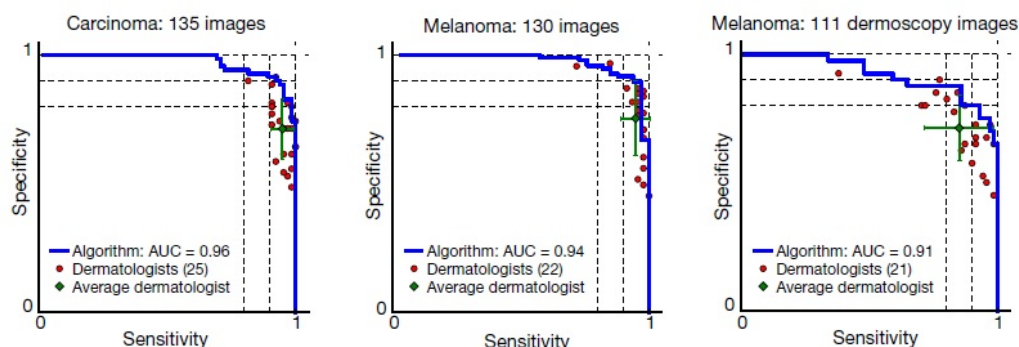 Carcinoma: 135 images
Specificity
1
0
Algorithm: AUC = 0.96
Dermatologists (25)
Average dermatologist
0
1
Sensitivity
Melanoma: 130 images
Specificity
1
0
Algorithm: AUC = 0.94
Dermatologists (22)
Average dermatologist
0
1
Sensitivity
Melanoma: 111 dermoscopy images
Specificity
1
0
Algorithm: AUC = 0.91
Dermatologists (21)
Average dermatologist
0
1
Sensitivity